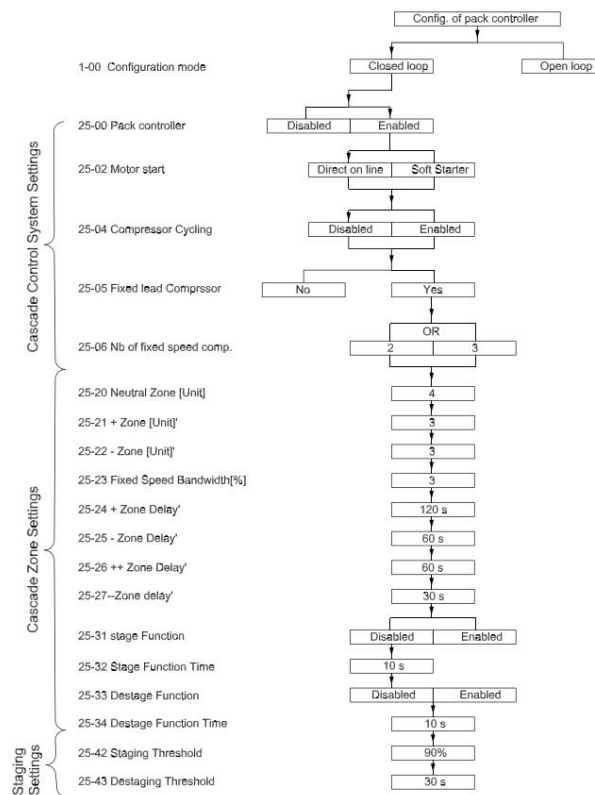 Config. of pack controller
1-00 Configuration mode
Closed loop
Open loop
25-00 Pack controller
Disabled
Enabled
25-02 Motor start
Direct on line
Soft Starter
25-04 Compressor Cycling
Disabled
Enabled
25-05 Fixed lead Comprssor
No
Yes
OR
25-06 Nb of fixed speed comp.
2
3
25-20 Neutral Zone [Unit]
4
25-21 + Zone [Unit]'
3
25-22 - Zone [Unit]'
3
25-23 Fixed Speed Bandwidth[%]
3
25-24 + Zone Delay'
120 s
25-25 - Zone Delay'
60 s
25-26 ++ Zone Delay'
60 s
25-27--Zone delay'
30 s
25-31 stage Function
Disabled
Enabled
25-32 Stage Function Time
10 s
25-33 Destage Function
Disabled
Enabled
25-34 Destage Function Time
10 s
25-42 Staging Threshold
90%
25-43 Destaging Threshold
30 s
Cascade Control System Settings
Cascade Zone Settings
Staging
Settings